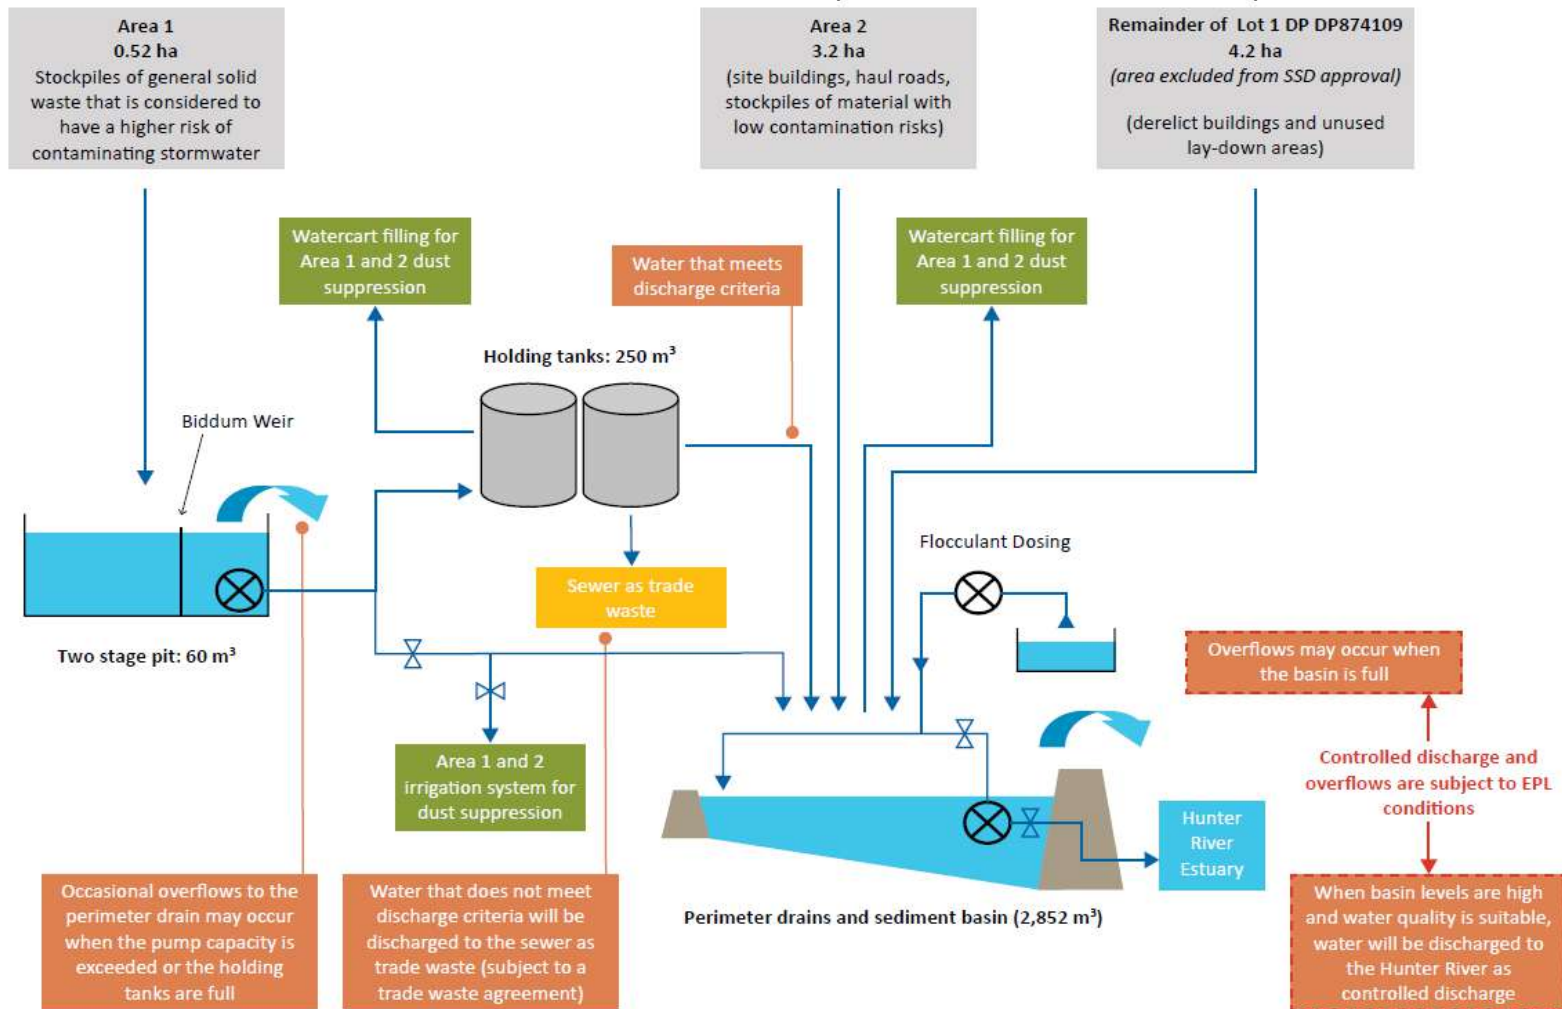 Area 1
0.52 ha
Stockpiles of general solid
waste that is considered to
have a higher risk of
contaminating stormwater
Area 2
3.2 ha
(site buildings, haul roads,
stockpiles of material with
low contamination risks)
Remainder of Lot 1 DP DP874109
4.2 ha
(area excluded from SSD approval)
(derelict buildings and unused
lay-down areas)
Watercart filling for
Area 1 and 2 dust
suppression
Water that meets
discharge criteria
Watercart filling for
Area 1 and 2 dust
suppression
Holding tanks: 250 m³
Biddum Weir
Flocculant Dosing
Sewer as trade
waste
Two stage pit: 60 m³
Overflows may occur when
the basin is full
Area 1 and 2
irrigation system for
dust suppression
Controlled discharge and
overflows are subject to EPL
conditions
Hunter
River
Estuary
Occasional overflows to the
perimeter drain may occur
when the pump capacity is
exceeded or the holding
tanks are full
Water that does not meet
discharge criteria will be
discharged to the sewer as
trade waste (subject to a
trade waste agreement)
Perimeter drains and sediment basin (2,852 m³)
When basin levels are high
and water quality is suitable,
water will be discharged to
the Hunter River as
controlled discharge